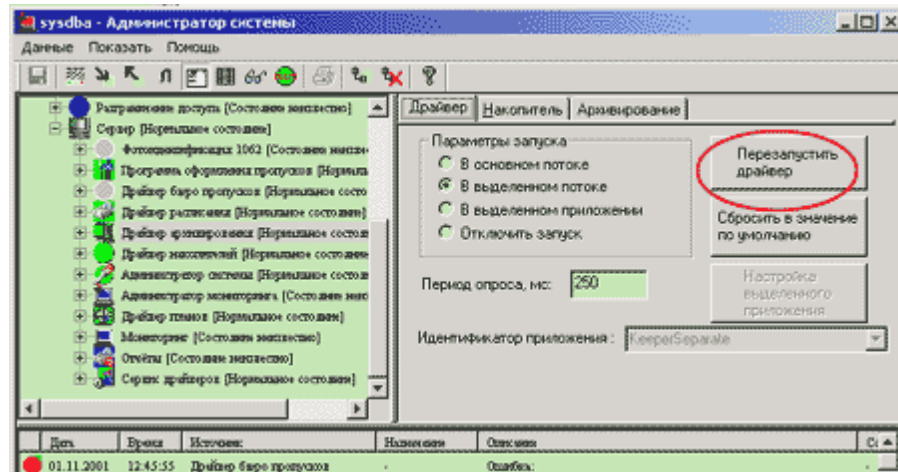 sysdba - Администратор системы
Данные Показать Помощь
Разграничение доступа [Состояние неизвестно]
Сервер [Нормальное состояние]
Фотоидентификация 1062 [Состояние неизвe
Программа оформления пропусков [Нормальн
Драйвер бюро пропусков [Нормальное состо
Драйвер расписания [Нормальное состояние]
Драйвер архивирования [Нормальное состоя
Драйвер накопителей [Нормальное состояние
Администратор системы [Нормальное состоя
Администратор мониторинга [Состояние неиз
Драйвер планов [Нормальное состояние]
Мониторинг [Состояние неизвестно]
Отчёты [Состояние неизвестно]
Сервис драйверов [Нормальное состояние]
Драйвер Накопитель Архивирование
Параметры запуска
В основном потоке
В выделенном потоке
В выделенном приложении
Отключить запуск
Перезапустить
драйвер
Сбросить в значение
по умолчанию
Период опроса, мс: 250
Настройка
выделенного
приложения
Идентификатор приложения : KeeperSeparate
Дата Время Источник Название Описание
01.11.2001 12:45:55 Драйвер бюро пропусков Ошибка: